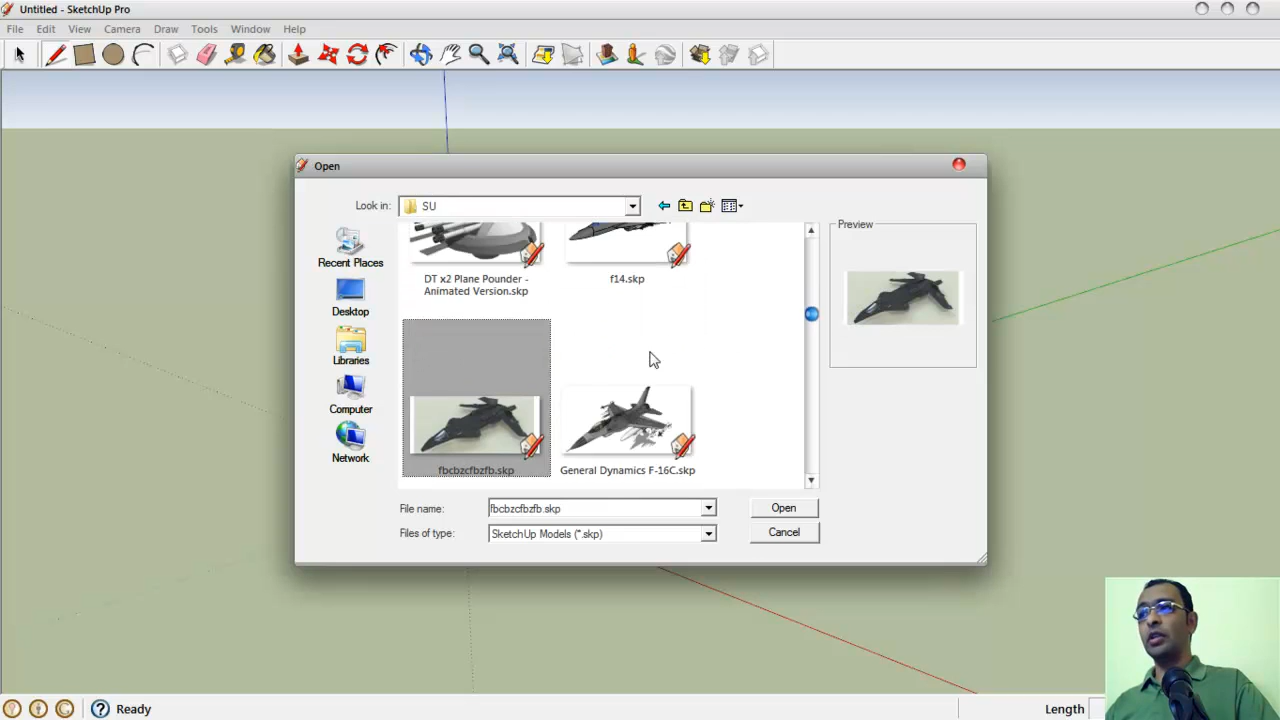 Untitled - SketchUp Pro
File Edit View Camera Draw Tools Window Help
Open
Look in: SU
Preview
Recent Places
Desktop
Libraries
Computer
Network
DT x2 Plane Pounder -
Animated Version.skp
f14.skp
fbcbzcfbzfb.skp
General Dynamics F-16C.skp
File name: fbcbzcfbzfb.skp Open
Files of type: SketchUp Models (*.skp) Cancel
Ready Length